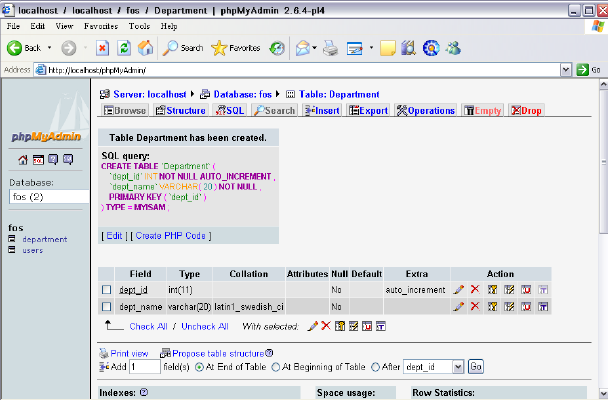 localhost / localhost / fos / Department | phpMyAdmin 2.6.4-pl4
File Edit View Favorites Tools Help
Back Search Favorites
Address http://localhost/phpMyAdmin/ Go
phpMyAdmin
Database:
fos (2)
fos
department
users
Server: localhost Database: fos Table: Department
Browse Structure SQL Search Insert Export Operations Empty Drop
Table Department has been created.
SQL query:
CREATE TABLE `Department` (
`dept_id` INT NOT NULL AUTO_INCREMENT ,
`dept_name` VARCHAR( 20 ) NOT NULL ,
PRIMARY KEY ( `dept_id` )
) TYPE = MYISAM ;
[ Edit ] [ Create PHP Code ]
Field Type Collation Attributes Null Default Extra Action
dept_id int(11) No auto_increment
dept_name varchar(20) latin1_swedish_ci No
Check All / Uncheck All With selected:
Print view Propose table structure
Add 1 field(s) At End of Table At Beginning of Table After dept_id Go
Indexes: Space usage: Row Statistics: